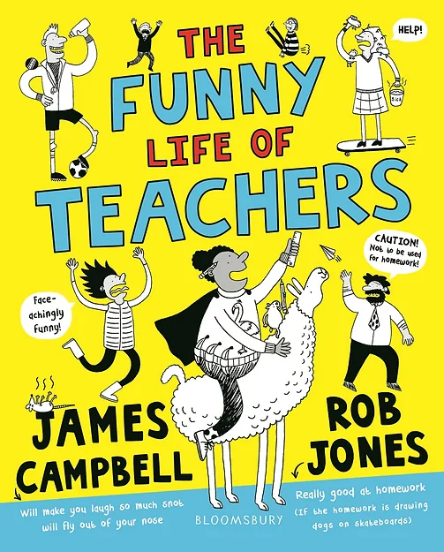 THE
FUNNY
LIFE OF
TEACHERS
HELP!
CAUTION!
Not to be used
for homework!
Face-
achingly
funny!
JAMES
CAMPBELL
ROB
JONES
Will make you laugh so much snot
will fly out of your nose
Really good at homework
(If the homework is drawing
dogs on skateboards)
BLOOMSBURY